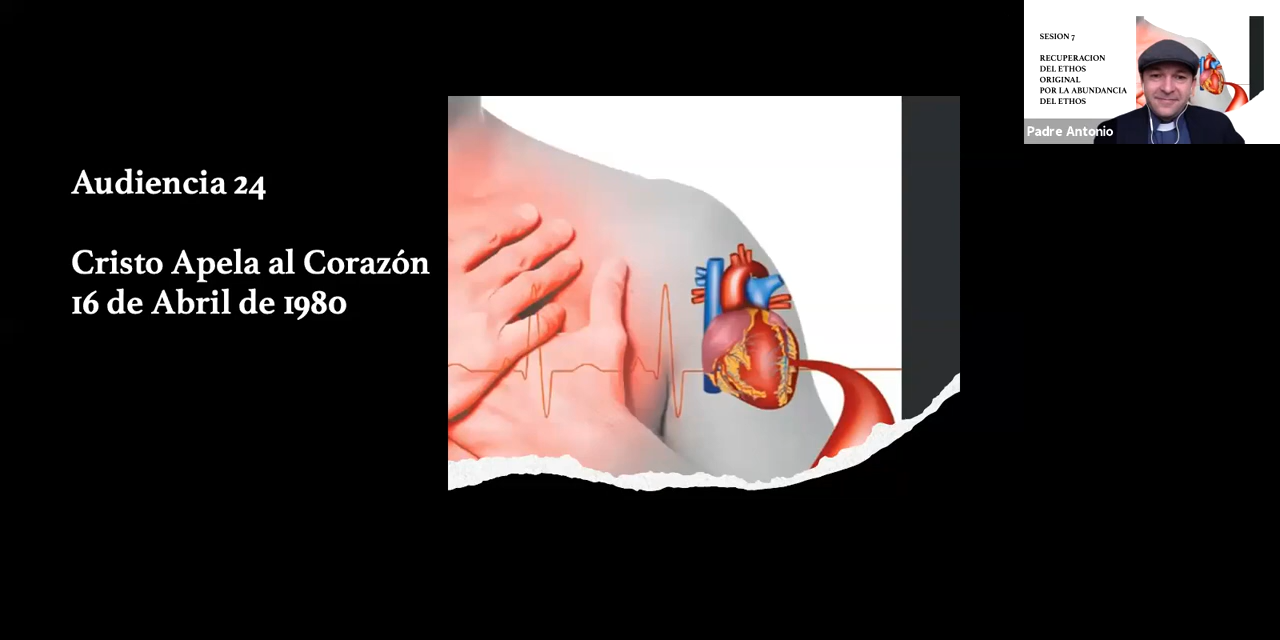 Audiencia 24
Cristo Apela al Corazón
16 de Abril de 1980
SESION 7
RECUPERACION
DEL ETHOS
ORIGINAL
POR LA ABUNDANCIA
DEL ETHOS
Padre Antonio